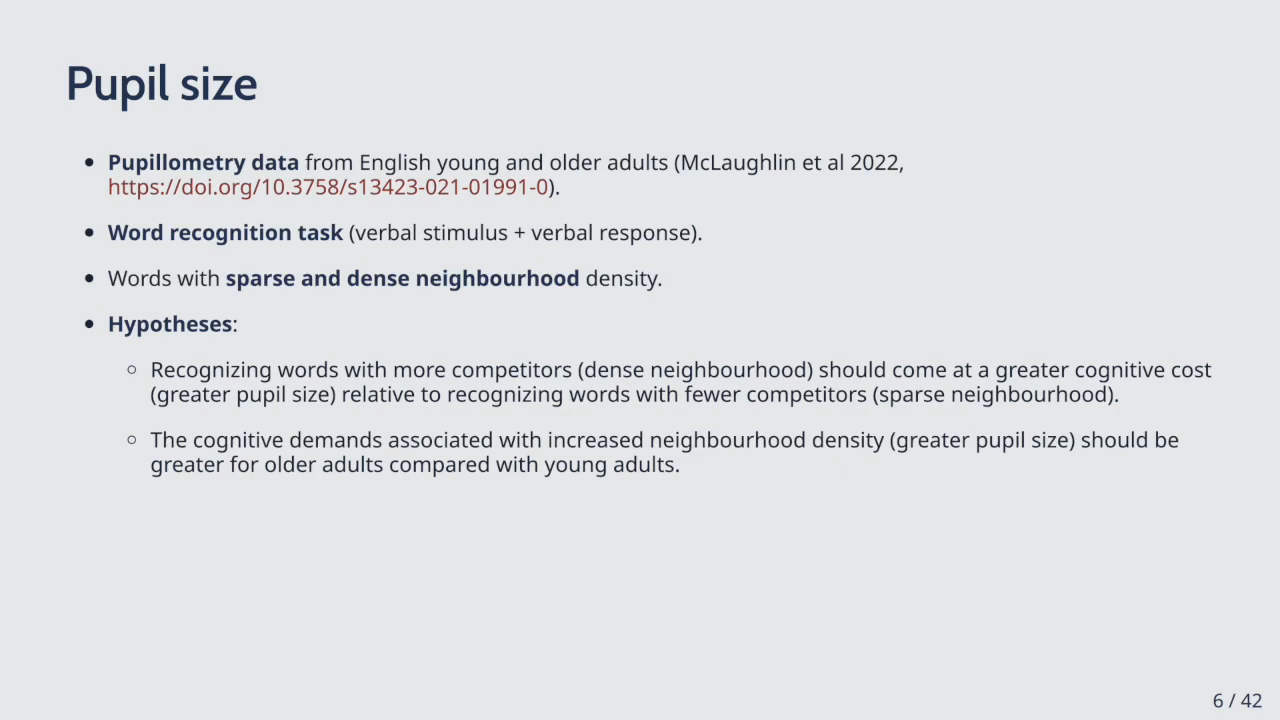 Pupil size
Pupillometry data from English young and older adults (McLaughlin et al 2022,
https://doi.org/10.3758/s13423-021-01991-0).
Word recognition task (verbal stimulus + verbal response).
Words with sparse and dense neighbourhood density.
Hypotheses:
Recognizing words with more competitors (dense neighbourhood) should come at a greater cognitive cost
(greater pupil size) relative to recognizing words with fewer competitors (sparse neighbourhood).
The cognitive demands associated with increased neighbourhood density (greater pupil size) should be
greater for older adults compared with young adults.
6 / 42